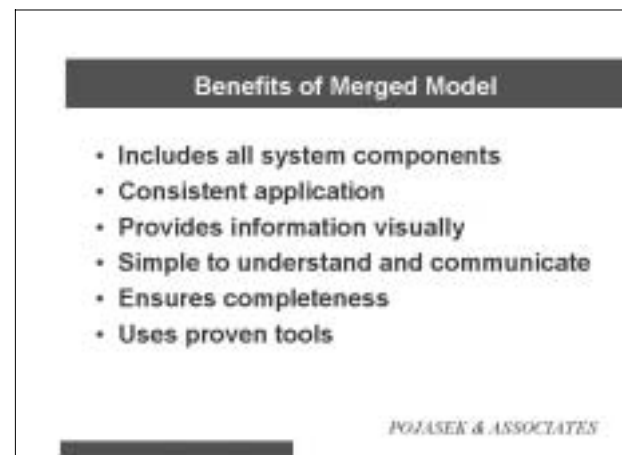 Benefits of Merged Model
• Includes all system components
• Consistent application
• Provides information visually
• Simple to understand and communicate
• Ensures completeness
• Uses proven tools
POJASEK & ASSOCIATES